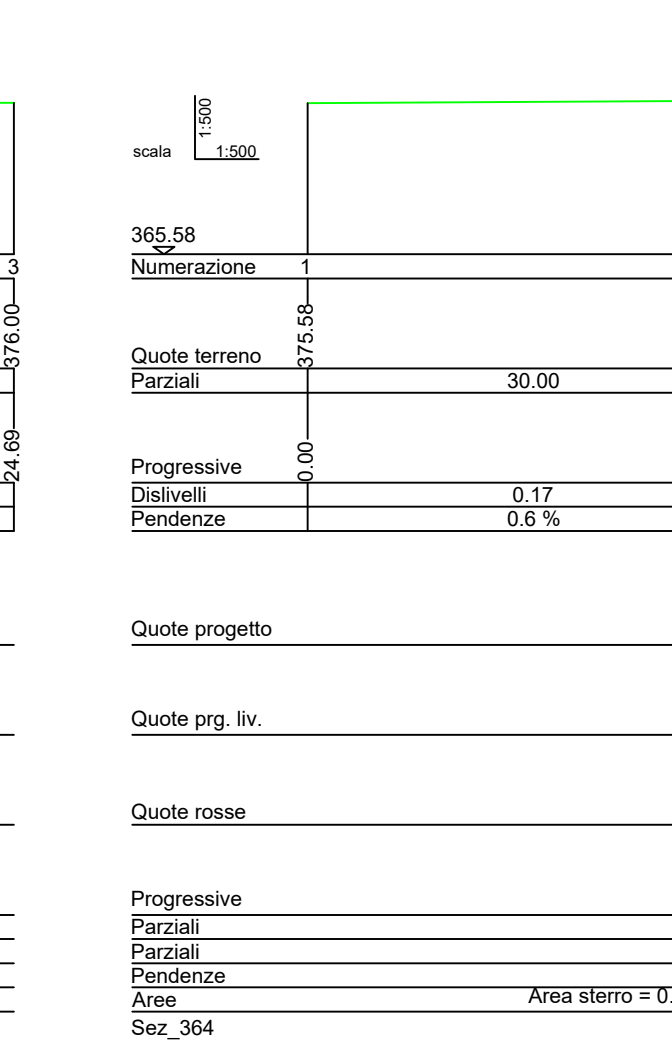 3
376.00
24.69
1:500
scala 1:500
365.58
Numerazione 1
Quote terreno 375.58
Parziali 30.00
Progressive 0.00
Dislivelli 0.17
Pendenze 0.6 %
Quote progetto
Quote prg. liv.
Quote rosse
Progressive
Parziali
Parziali
Pendenze
Aree Area sterro = 0.
Sez_364